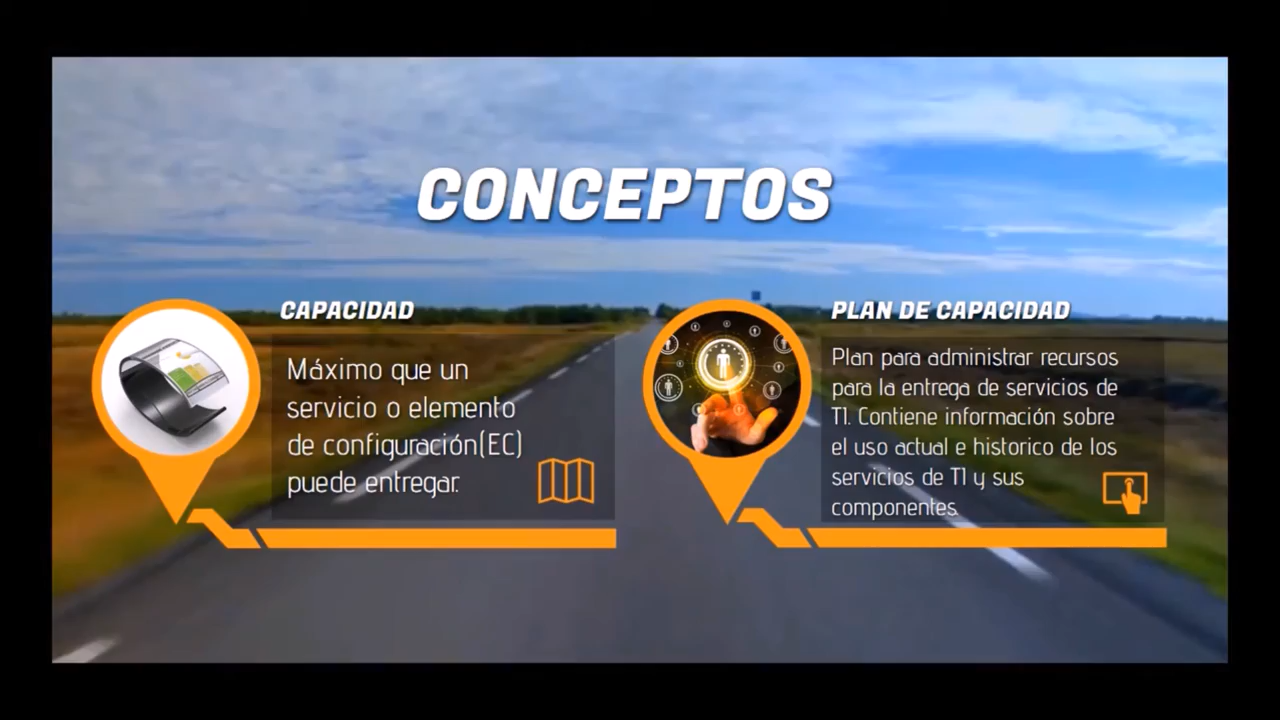 CONCEPTOS
CAPACIDAD
Máximo que un
servicio o elemento
de configuración(EC)
puede entregar.
PLAN DE CAPACIDAD
Plan para administrar recursos
para la entrega de servicios de
TI. Contiene información sobre
el uso actual e historico de los
servicios de TI y sus
componentes.